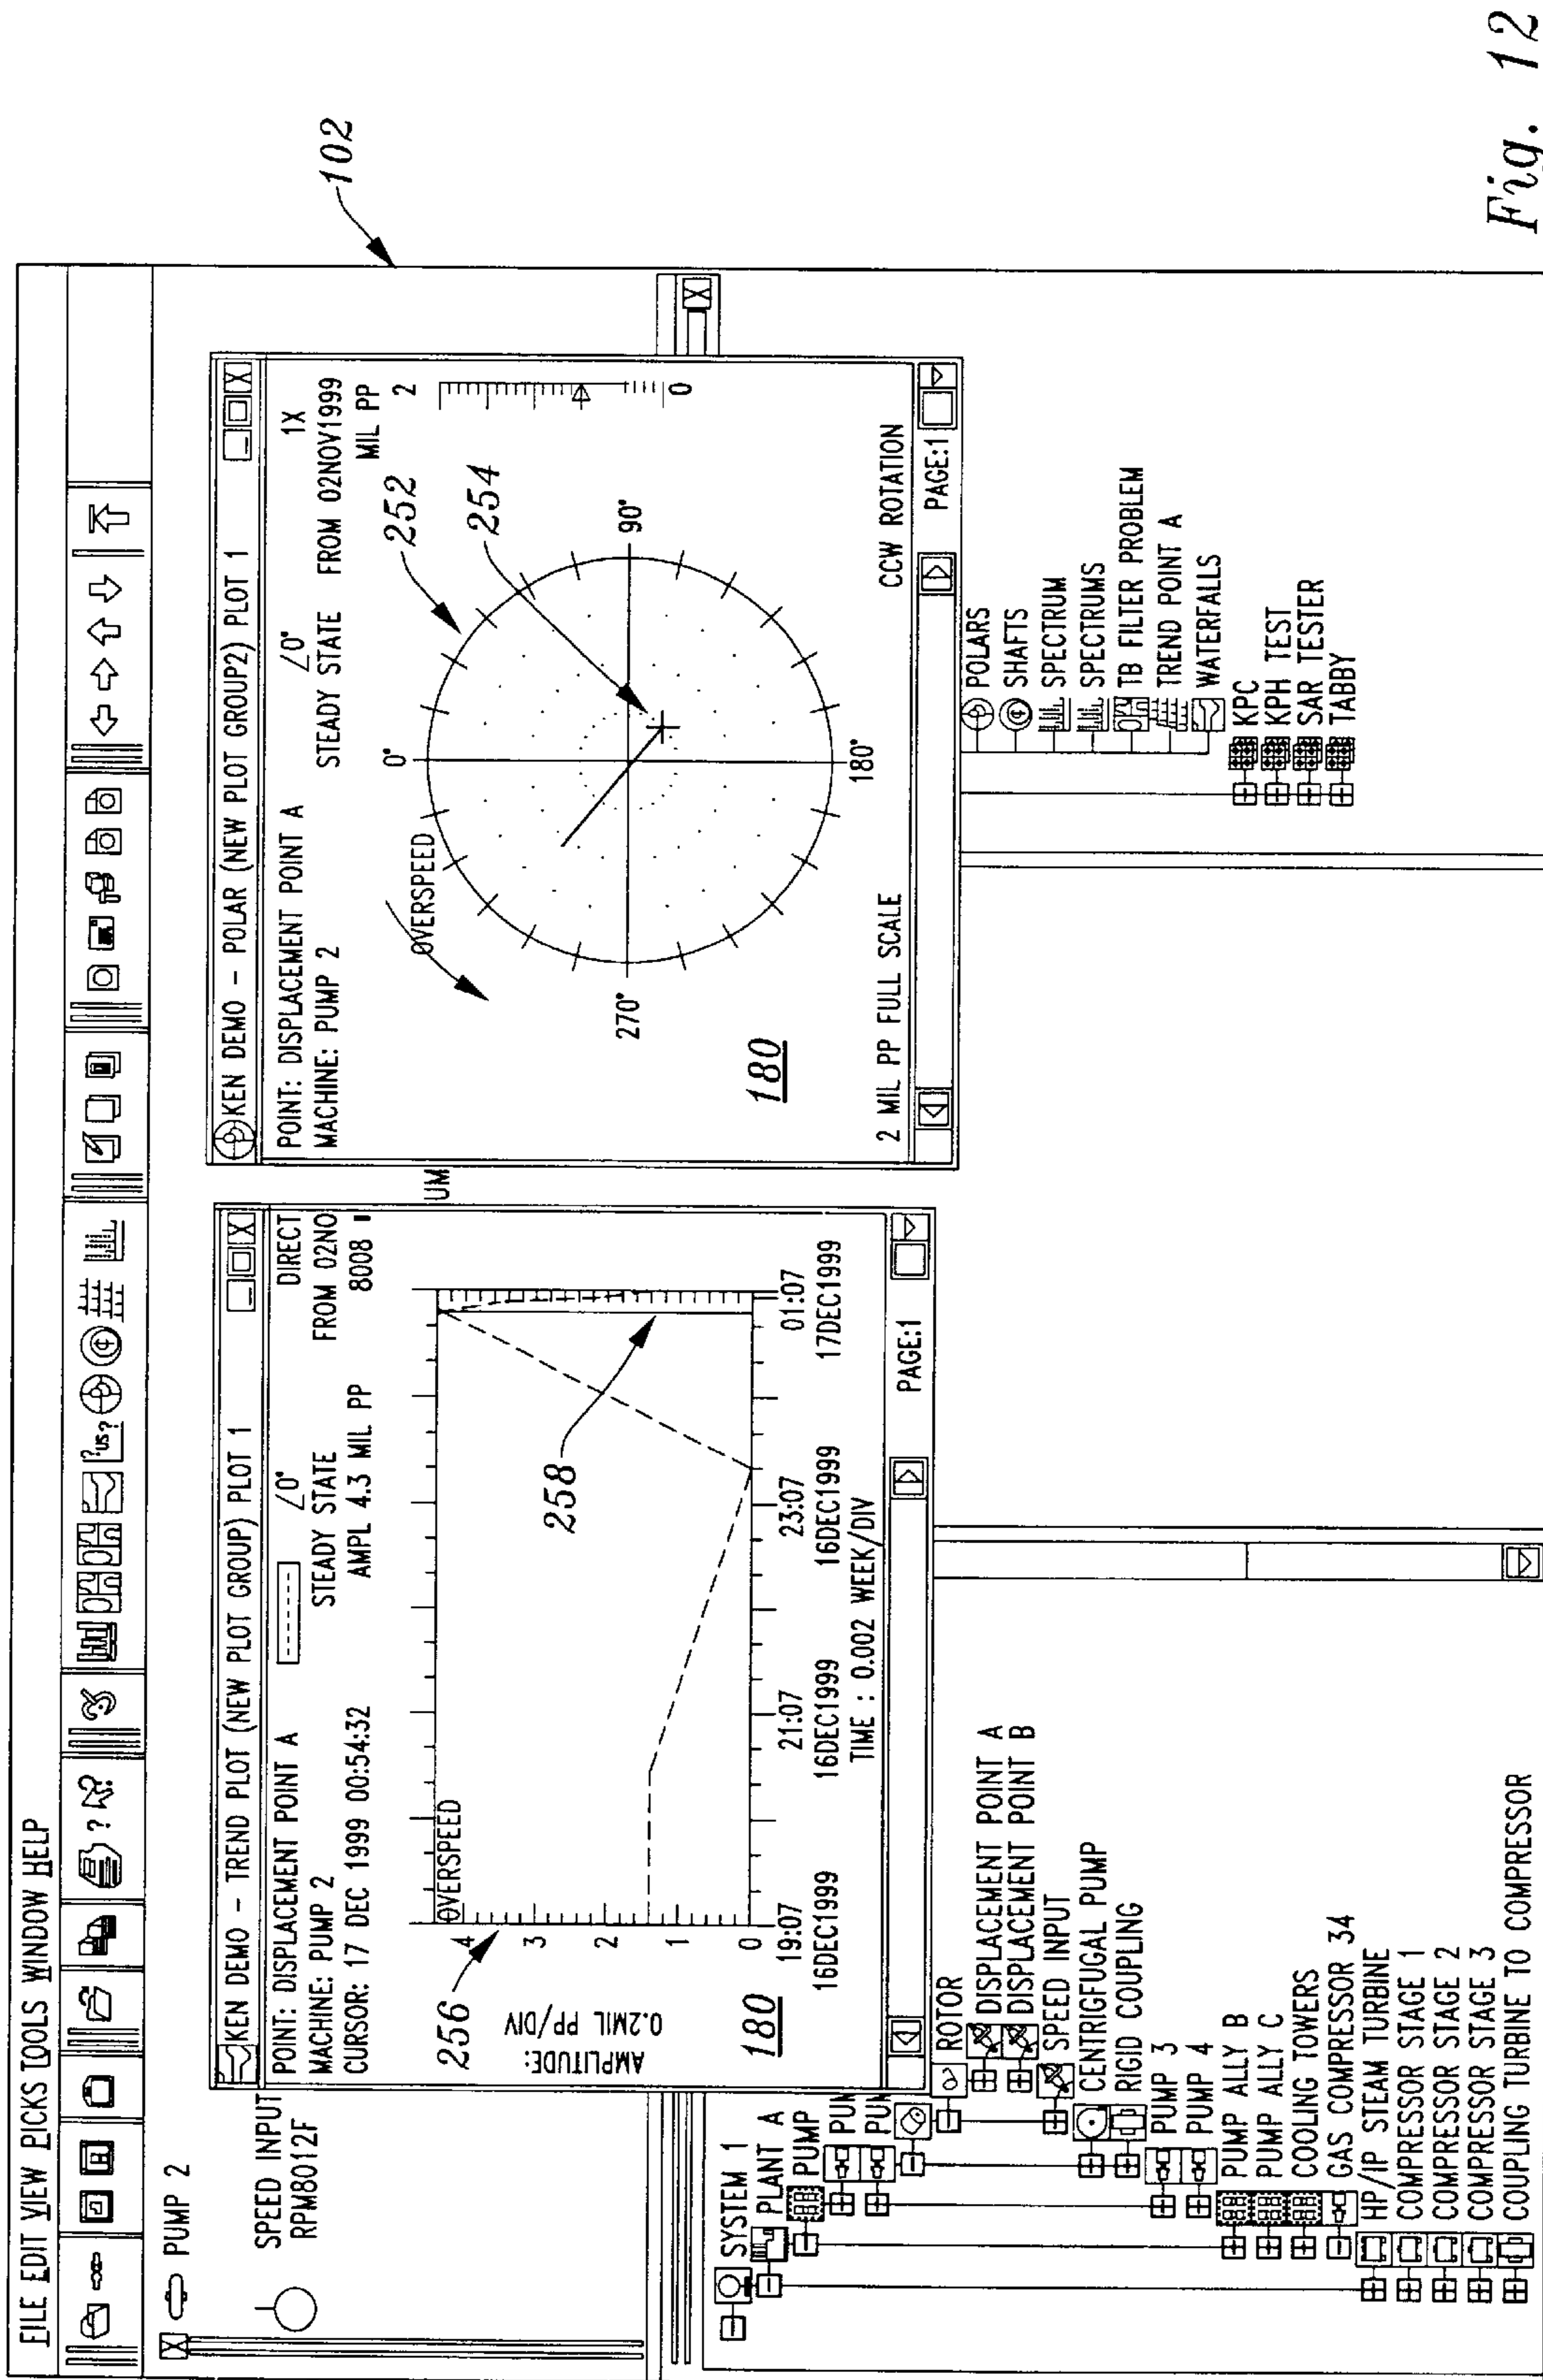 FILE EDIT VIEW PICKS TOOLS WINDOW HELP
?
?us?
PUMP 2
SPEED INPUT
RPM8012F
KEN DEMO - TREND PLOT (NEW PLOT GROUP) PLOT 1
POINT: DISPLACEMENT POINT A
∠0°
DIRECT
MACHINE: PUMP 2
STEADY STATE
FROM 02NO
CURSOR: 17 DEC 1999 00:54:32
AMPL 4.3 MIL PP
8008
OVERSPEED
256
AMPLITUDE:
0.2MIL PP/DIV
4
3
2
1
0
258
19:07
21:07
23:07
01:07
16DEC1999
16DEC1999
16DEC1999
17DEC1999
TIME : 0.002 WEEK/DIV
180
PAGE:1
UM
KEN DEMO - POLAR (NEW PLOT GROUP2) PLOT 1
POINT: DISPLACEMENT POINT A
∠0°
1X
MACHINE: PUMP 2
STEADY STATE
FROM 02NOV1999
MIL PP
2
0
OVERSPEED
0°
90°
180°
270°
252
254
180
2 MIL PP FULL SCALE
CCW ROTATION
PAGE:1
102
SYSTEM 1
PLANT A
PUMP
PUM
PUM
ROTOR
DISPLACEMENT POINT A
DISPLACEMENT POINT B
SPEED INPUT
CENTRIGFUGAL PUMP
RIGID COUPLING
PUMP 3
PUMP 4
PUMP ALLY B
PUMP ALLY C
COOLING TOWERS
GAS COMPRESSOR 34
HP/IP STEAM TURBINE
COMPRESSOR STAGE 1
COMPRESSOR STAGE 2
COMPRESSOR STAGE 3
COUPLING TURBINE TO COMPRESSOR
POLARS
SHAFTS
SPECTRUM
SPECTRUMS
TB FILTER PROBLEM
TREND POINT A
WATERFALLS
KPC
KPH TEST
SAR TESTER
TABBY
Fig. 12